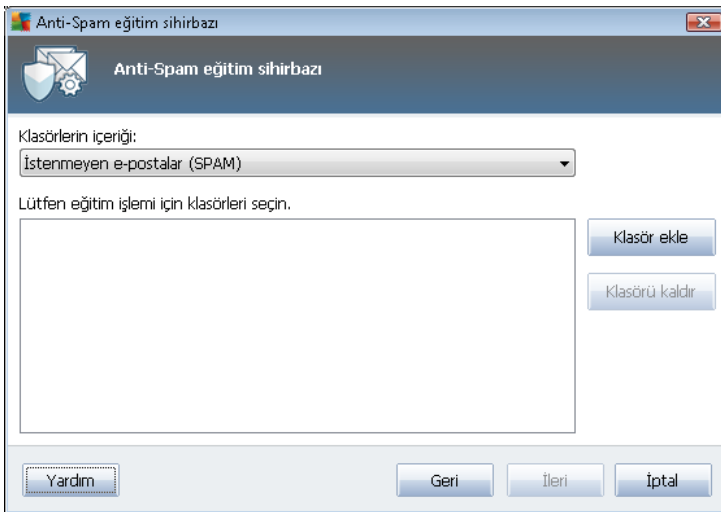 Anti-Spam eğitim sihirbazı
Anti-Spam eğitim sihirbazı
Klasörlerin içeriği:
İstenmeyen e-postalar (SPAM)
Lütfen eğitim işlemi için klasörleri seçin.
Klasör ekle
Klasörü kaldır
Yardım
Geri
İleri
İptal